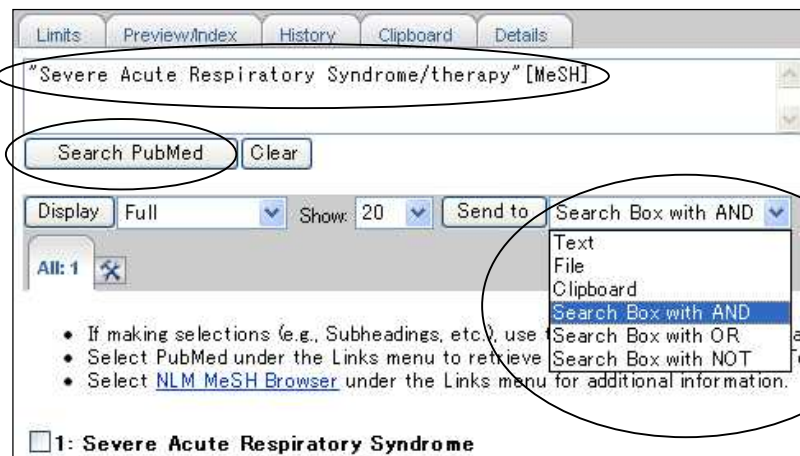 Limits Preview/Index History Clipboard Details
"Severe Acute Respiratory Syndrome/therapy"[MeSH]
Search PubMed Clear
Display Full Show: 20 Send to Search Box with AND
All: 1
Text
File
Clipboard
Search Box with AND
Search Box with OR
Search Box with NOT
• If making selections (e.g., Subheadings, etc.), use
• Select PubMed under the Links menu to retrieve
• Select NLM MeSH Browser under the Links menu for additional information.
1: Severe Acute Respiratory Syndrome